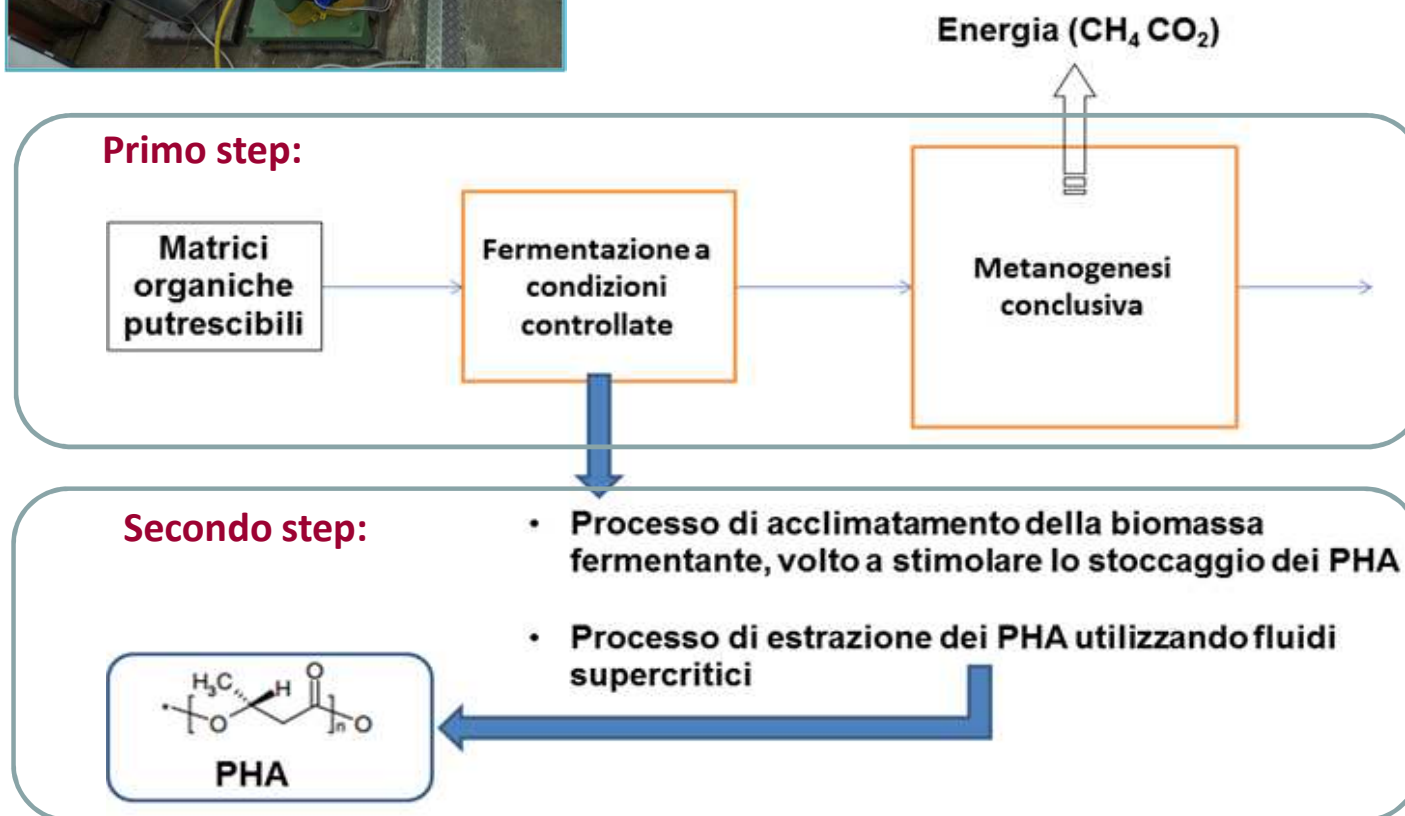 Energia (CH₄ CO₂)
Primo step:
Matrici
organiche
putrescibili
Fermentazione a
condizioni
controllate
Metanogenesi
conclusiva
Secondo step:
• Processo di acclimatamento della biomassa
fermentante, volto a stimolare lo stoccaggio dei PHA
• Processo di estrazione dei PHA utilizzando fluidi
supercritici
H₃C
H
O
O
n
O
PHA